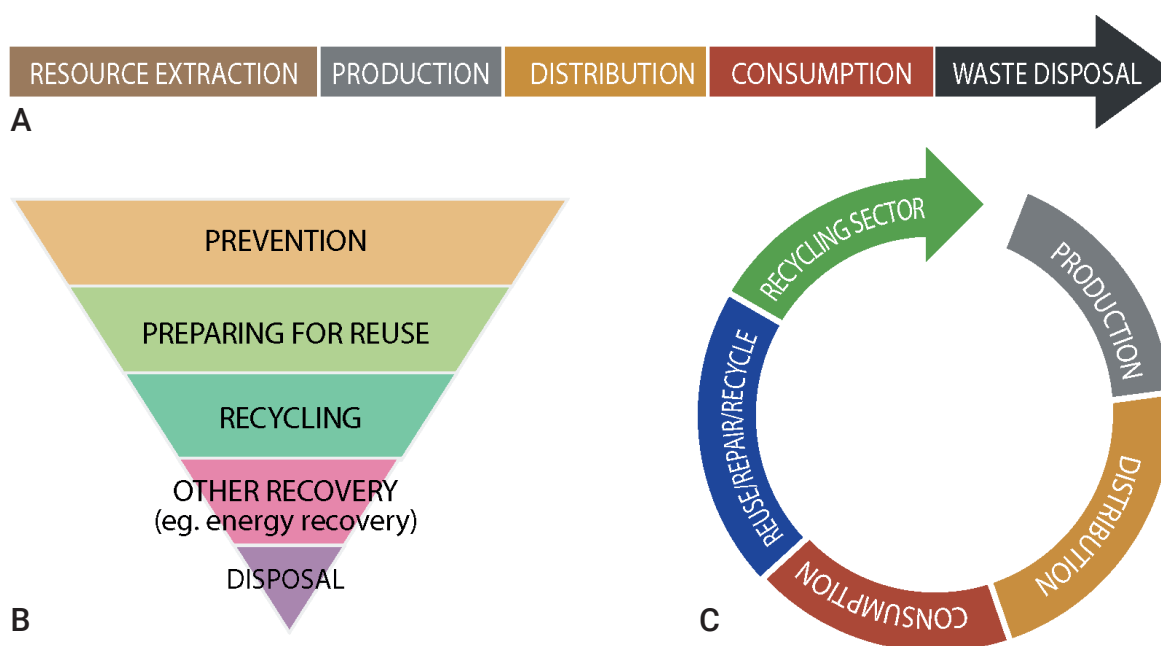 RESOURCE EXTRACTION
PRODUCTION
DISTRIBUTION
CONSUMPTION
WASTE DISPOSAL
A
PREVENTION
PREPARING FOR REUSE
RECYCLING
OTHER RECOVERY
(eg. energy recovery)
DISPOSAL
B
RECYCLING SECTOR
PRODUCTION
DISTRIBUTION
CONSUMPTION
REUSE/REPAIR/RECYCLE
C